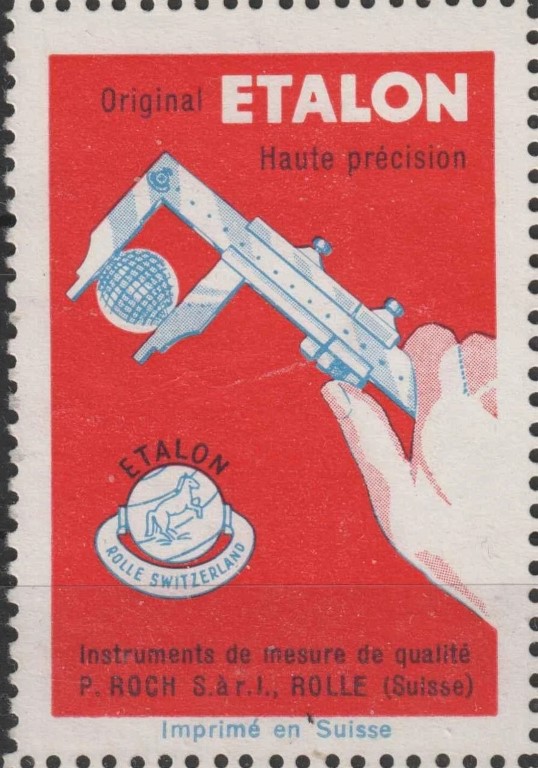 Original ETALON
Haute précision
ETALON
ROLLE SWITZERLAND
Instruments de mesure de qualité
P. ROCH S.à r.l., ROLLE (Suisse)
Imprimé en Suisse